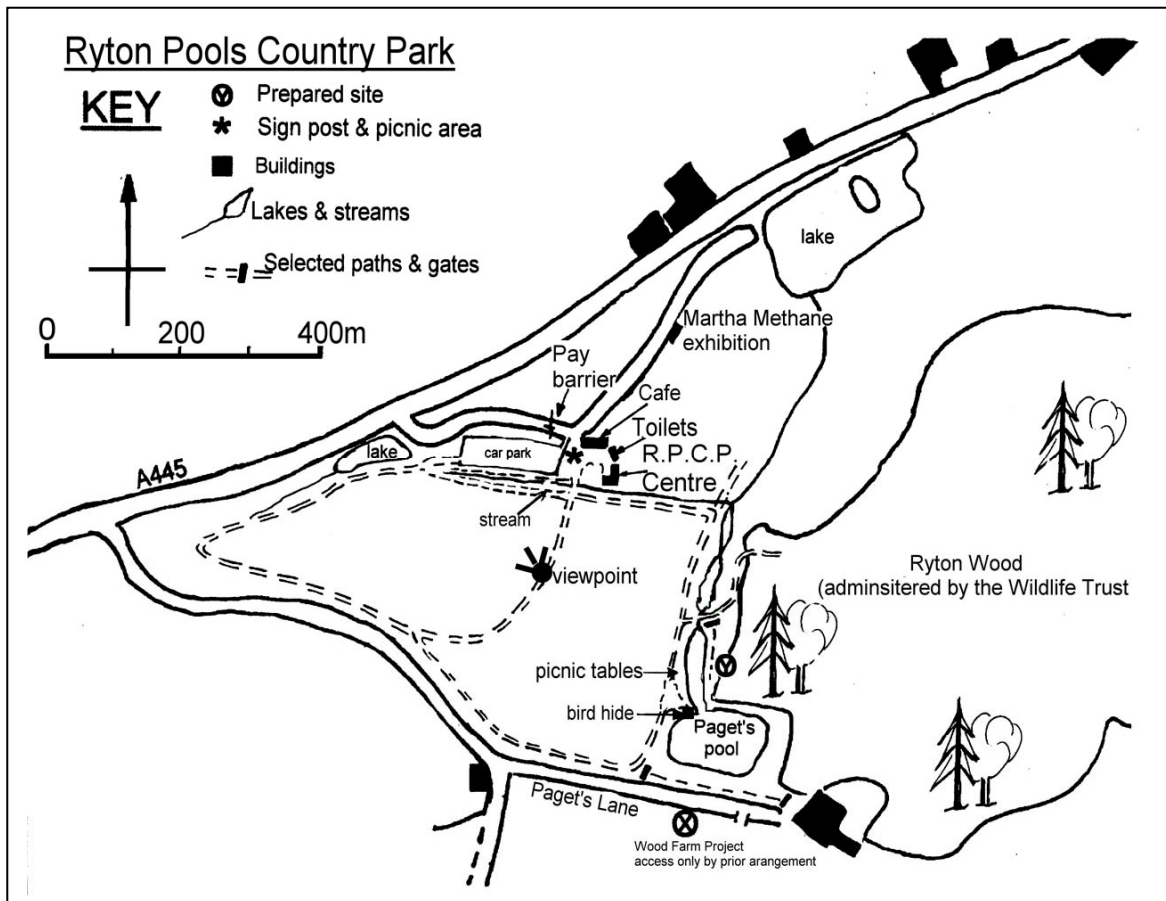 Ryton Pools Country Park
KEY
Prepared site
Sign post & picnic area
Buildings
Lakes & streams
Selected paths & gates
0 200 400m
lake
Martha Methane
exhibition
Pay
barrier
Cafe
Toilets
R.P.C.P
Centre
lake
car park
A445
stream
viewpoint
Ryton Wood
(adminsitered by the Wildlife Trust
picnic tables
Y
bird hide
Paget's
pool
Paget's Lane
X
Wood Farm Project
access only by prior arangement